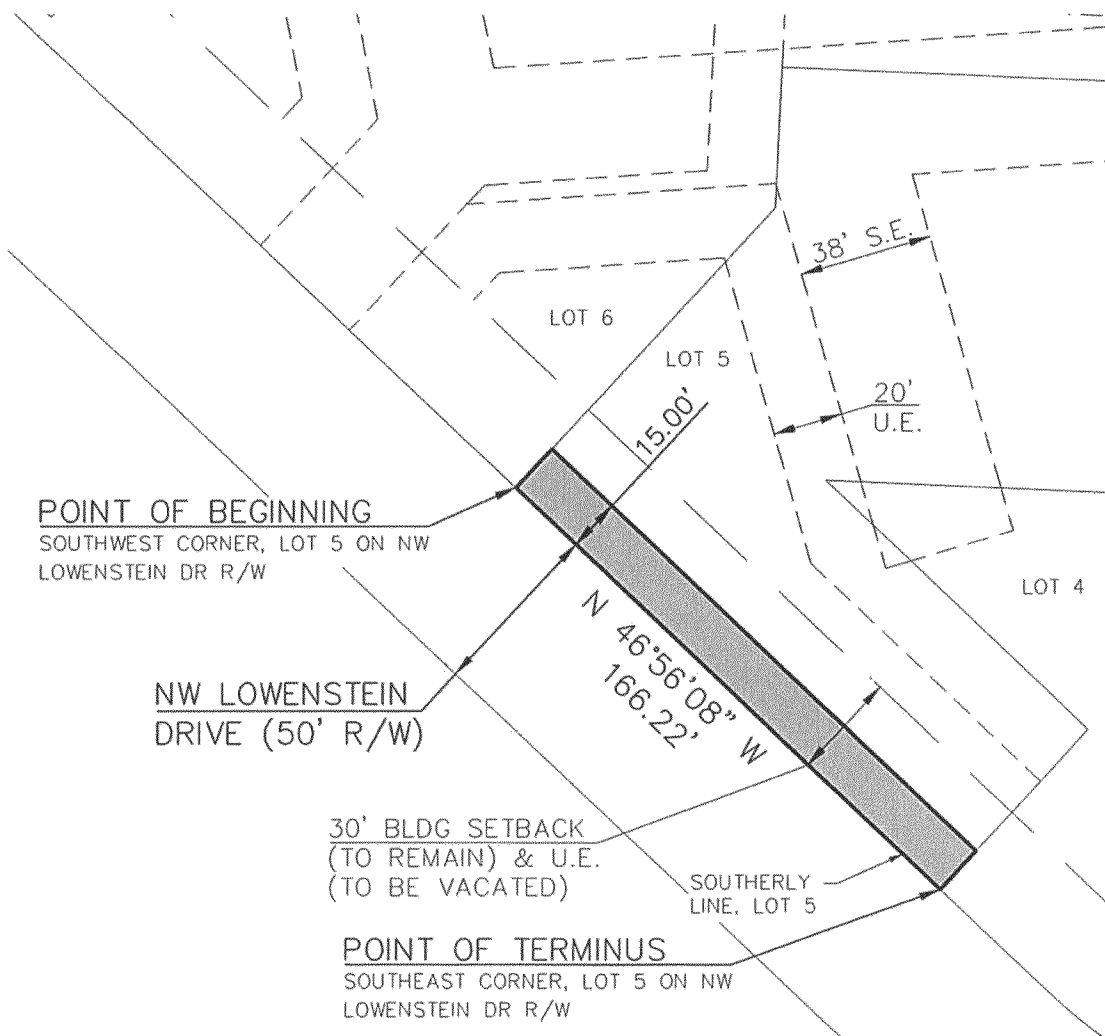 38' S.E.
LOT 6
LOT 5
20'
U.E.
15.00'
POINT OF BEGINNING
SOUTHWEST CORNER, LOT 5 ON NW
LOWENSTEIN DR R/W
LOT 4
N 46°56'08" W
166.22'
NW LOWENSTEIN
DRIVE (50' R/W)
30' BLDG SETBACK
(TO REMAIN) & U.E.
(TO BE VACATED)
SOUTHERLY
LINE, LOT 5
POINT OF TERMINUS
SOUTHEAST CORNER, LOT 5 ON NW
LOWENSTEIN DR R/W